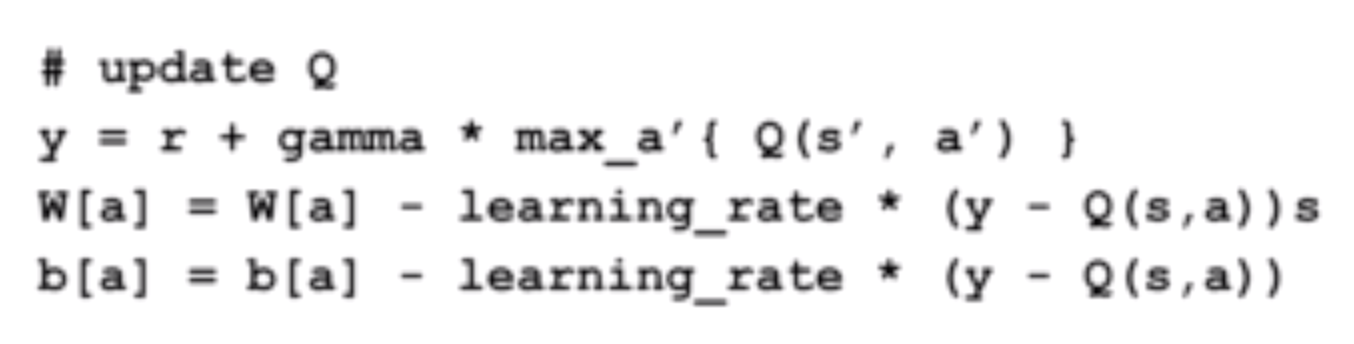 # update Q
y = r + gamma * max_a'{ Q(s', a') }
W[a] = W[a] - learning_rate * (y - Q(s,a))s
b[a] = b[a] - learning_rate * (y - Q(s,a))